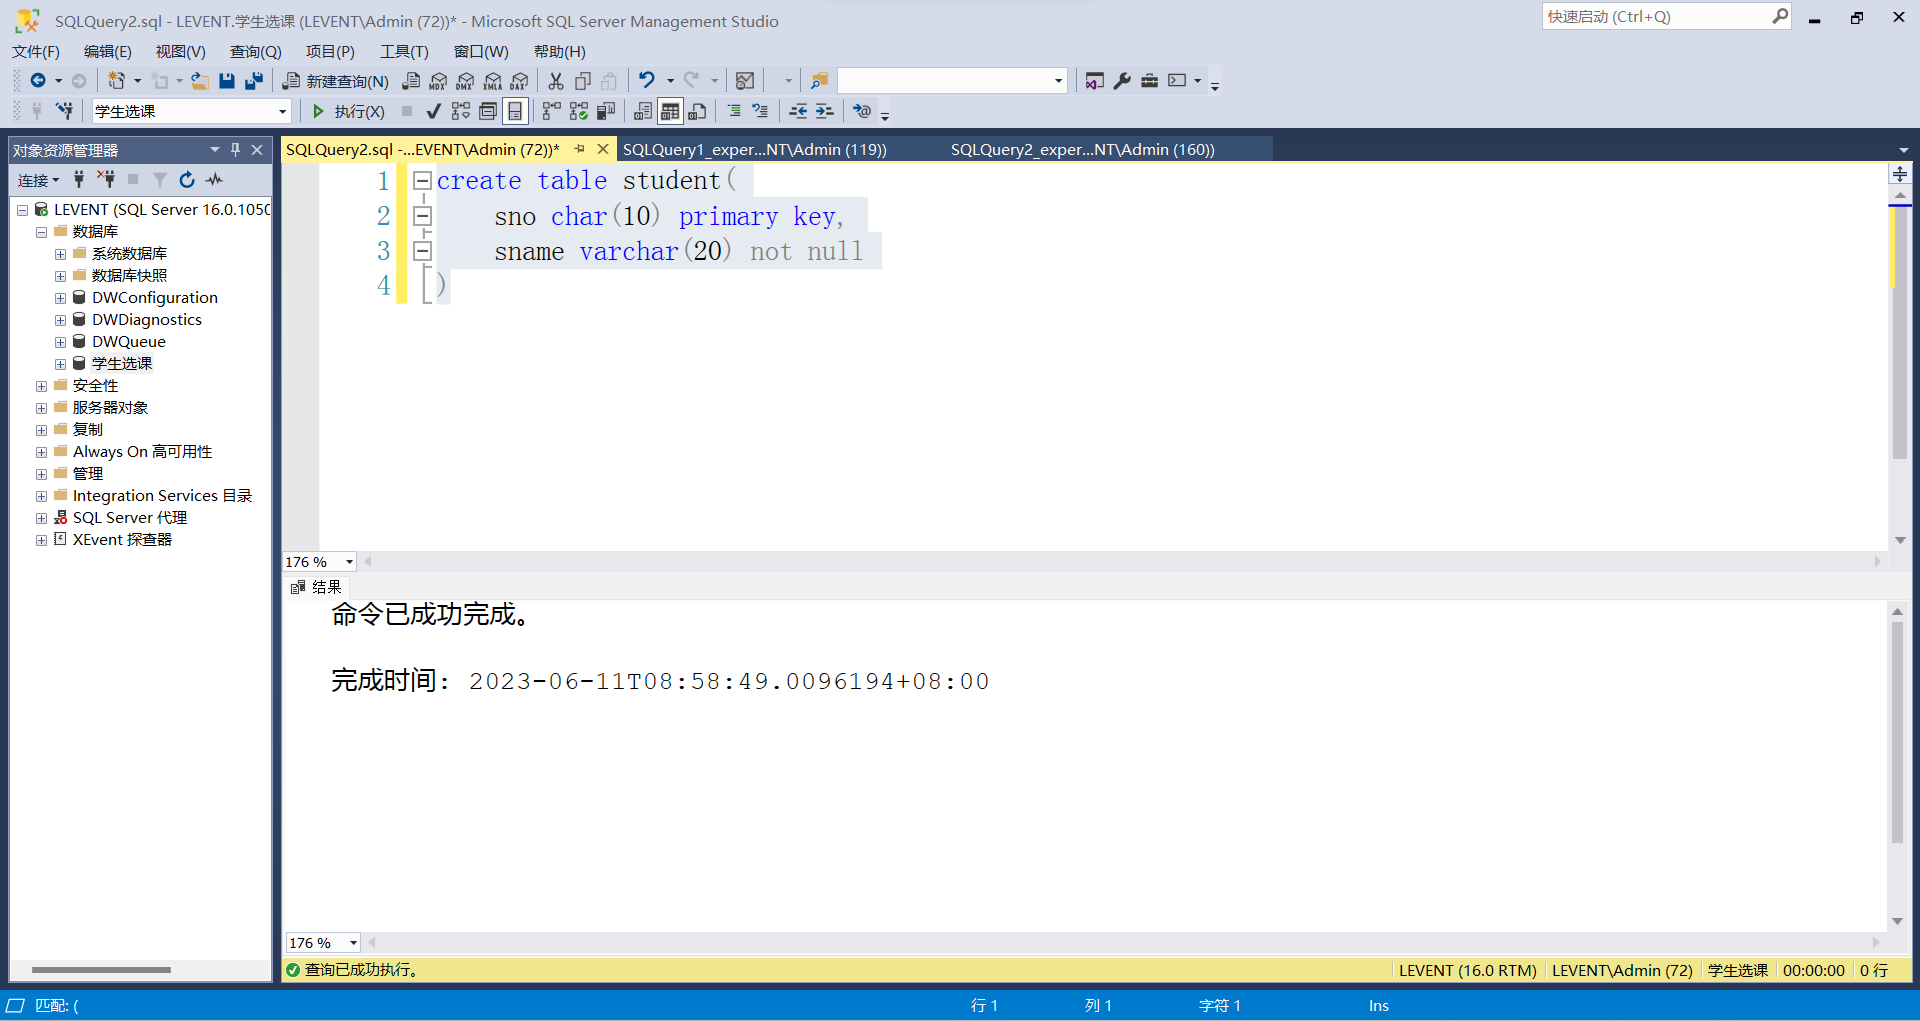 SQLQuery2.sql - LEVENT.学生选课 (LEVENT\Admin (72))* - Microsoft SQL Server Management Studio
快速启动 (Ctrl+Q)
文件(F) 编辑(E) 视图(V) 查询(Q) 项目(P) 工具(T) 窗口(W) 帮助(H)
新建查询(N) MDX DMX XMLA DAX
学生选课 执行(X)
对象资源管理器
连接
LEVENT (SQL Server 16.0.1050
数据库
系统数据库
数据库快照
DWConfiguration
DWDiagnostics
DWQueue
学生选课
安全性
服务器对象
复制
Always On 高可用性
管理
Integration Services 目录
SQL Server 代理
XEvent 探查器
SQLQuery2.sql -...EVENT\Admin (72))* SQLQuery1_exper...NT\Admin (119)) SQLQuery2_exper...NT\Admin (160))
1 create table student(
2 sno char(10) primary key,
3 sname varchar(20) not null
4 )
176 %
结果
命令已成功完成。
完成时间: 2023-06-11T08:58:49.0096194+08:00
176 %
查询已成功执行。 LEVENT (16.0 RTM) LEVENT\Admin (72) 学生选课 00:00:00 0 行
匹配: ( 行 1 列 1 字符 1 Ins